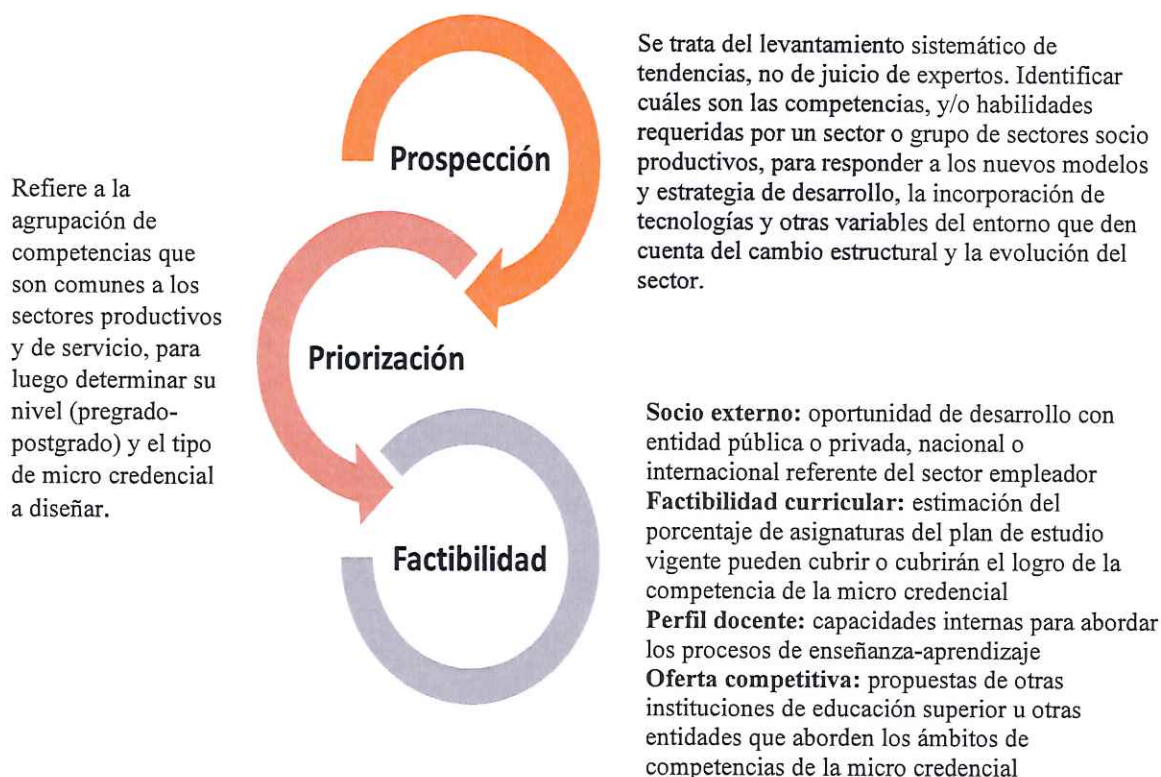 Prospección
Se trata del levantamiento sistemático de
tendencias, no de juicio de expertos. Identificar
cuáles son las competencias, y/o habilidades
requeridas por un sector o grupo de sectores socio
productivos, para responder a los nuevos modelos
y estrategia de desarrollo, la incorporación de
tecnologías y otras variables del entorno que den
cuenta del cambio estructural y la evolución del
sector.
Refiere a la
agrupación de
competencias que
son comunes a los
sectores productivos
y de servicio, para
luego determinar su
nivel (pregrado-
postgrado) y el tipo
de micro credencial
a diseñar.
Priorización
Factibilidad
Socio externo: oportunidad de desarrollo con
entidad pública o privada, nacional o
internacional referente del sector empleador
Factibilidad curricular: estimación del
porcentaje de asignaturas del plan de estudio
vigente pueden cubrir o cubrirán el logro de la
competencia de la micro credencial
Perfil docente: capacidades internas para abordar
los procesos de enseñanza-aprendizaje
Oferta competitiva: propuestas de otras
instituciones de educación superior u otras
entidades que aborden los ámbitos de
competencias de la micro credencial